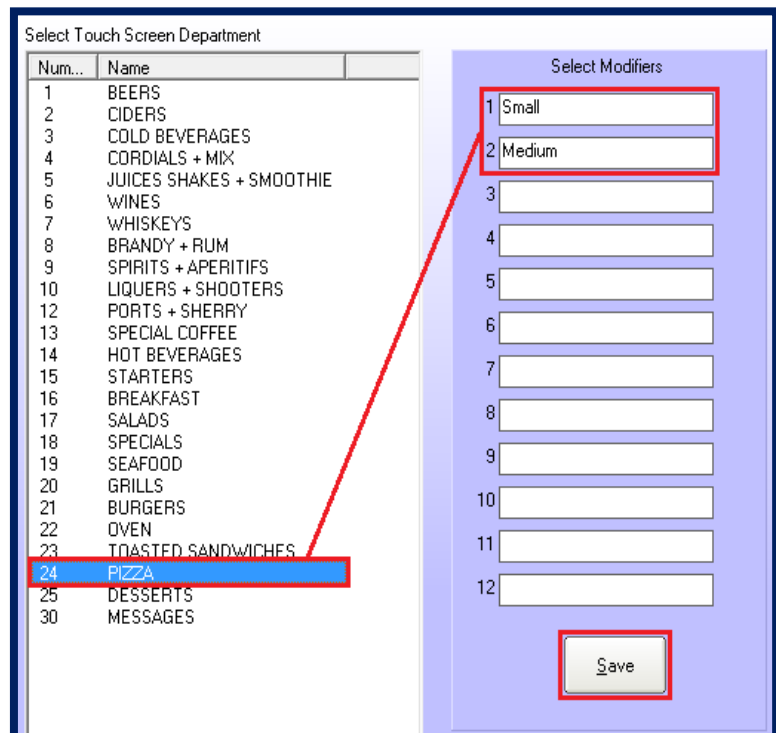 Select Touch Screen Department
Num... Name
1 BEERS
2 CIDERS
3 COLD BEVERAGES
4 CORDIALS + MIX
5 JUICES SHAKES + SMOOTHIE
6 WINES
7 WHISKEYS
8 BRANDY + RUM
9 SPIRITS + APERITIFS
10 LIQUERS + SHOOTERS
12 PORTS + SHERRY
13 SPECIAL COFFEE
14 HOT BEVERAGES
15 STARTERS
16 BREAKFAST
17 SALADS
18 SPECIALS
19 SEAFOOD
20 GRILLS
21 BURGERS
22 OVEN
23 TOASTED SANDWICHES
24 PIZZA
25 DESSERTS
30 MESSAGES
Select Modifiers
1 Small
2 Medium
3
4
5
6
7
8
9
10
11
12
Save